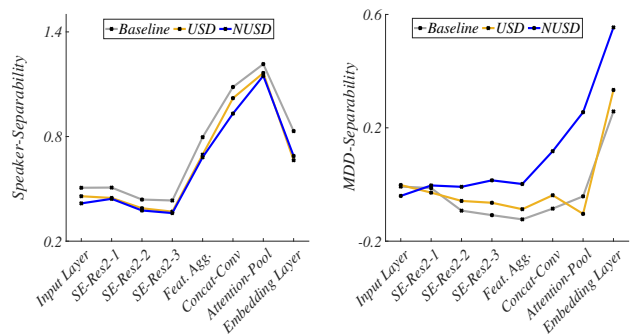 1.4
0.8
0.2
Speaker-Separability
Baseline USD NUSD
Input Layer
SE-Res2-1
SE-Res2-2
SE-Res2-3
Feat. Agg.
Concat-Conv
Attention-Pool
Embedding Layer
0.6
0.2
-0.2
MDD-Separability
Baseline USD NUSD
Input Layer
SE-Res2-1
SE-Res2-2
SE-Res2-3
Feat. Agg.
Concat-Conv
Attention-Pool
Embedding Layer